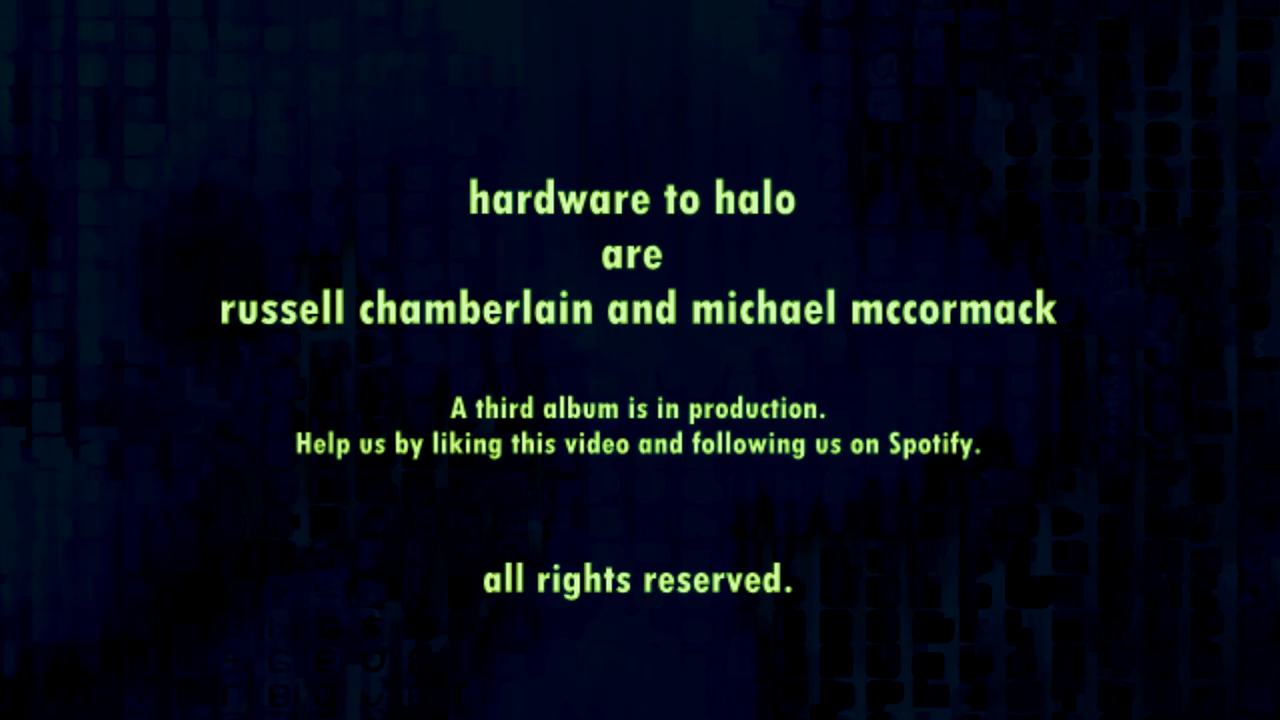 hardware to halo
are
russell chamberlain and michael mccormack
A third album is in production.
Help us by liking this video and following us on Spotify.
all rights reserved.